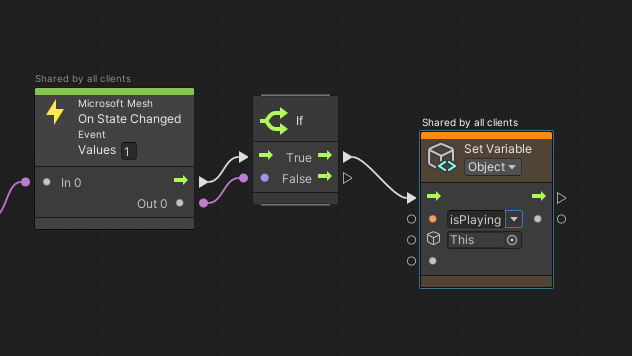 Shared by all clients
Microsoft Mesh
On State Changed
Event
Values 1
In 0
Out 0
If
True
False
Shared by all clients
Set Variable
Object
isPlaying
This